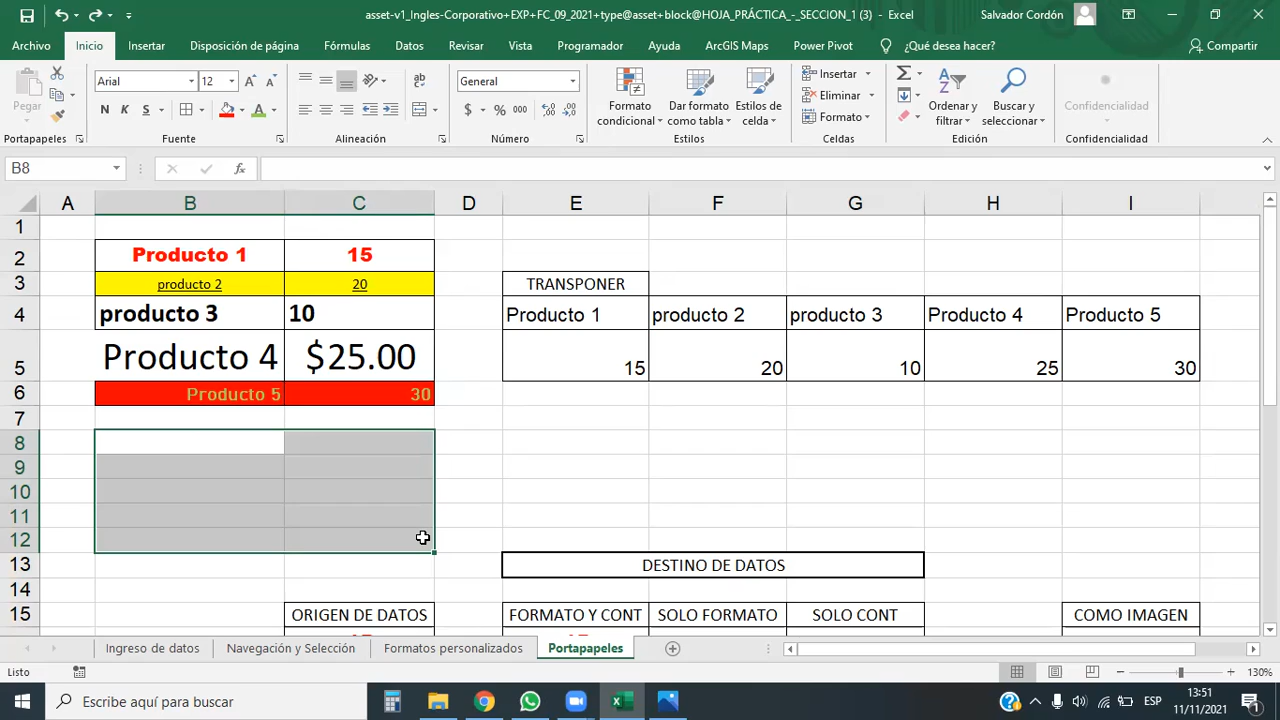 asset-v1_Ingles-Corporativo+EXP+FC_09_2021+type@asset+block@HOJA_PRÁCTICA_-_SECCION_1 (3) - Excel
Salvador Cordón
Archivo Inicio Insertar Disposición de página Fórmulas Datos Revisar Vista Programador Ayuda ArcGIS Maps Power Pivot ¿Qué desea hacer? Compartir
Pegar
Arial 12
N K S
ab
General
$ % 000
Formato condicional
Dar formato como tabla
Estilos de celda
Insertar
Eliminar
Formato
Ordenar y filtrar
Buscar y seleccionar
Confidencialidad
Portapapeles Fuente Alineación Número Estilos Celdas Edición Confidencialidad
B8 fx
A B C D E F G H I
1
2 Producto 1 15
3 producto 2 20 TRANSPONER
4 producto 3 10 Producto 1 producto 2 producto 3 Producto 4 Producto 5
5 Producto 4 $25.00 15 20 10 25 30
6 Producto 5 30
7
8
9
10
11
12
13 DESTINO DE DATOS
14
15 ORIGEN DE DATOS FORMATO Y CONT SOLO FORMATO SOLO CONT COMO IMAGEN
Ingreso de datos Navegación y Selección Formatos personalizados Portapapeles
Listo 130%
Escribe aquí para buscar
ESP
13:51
11/11/2021